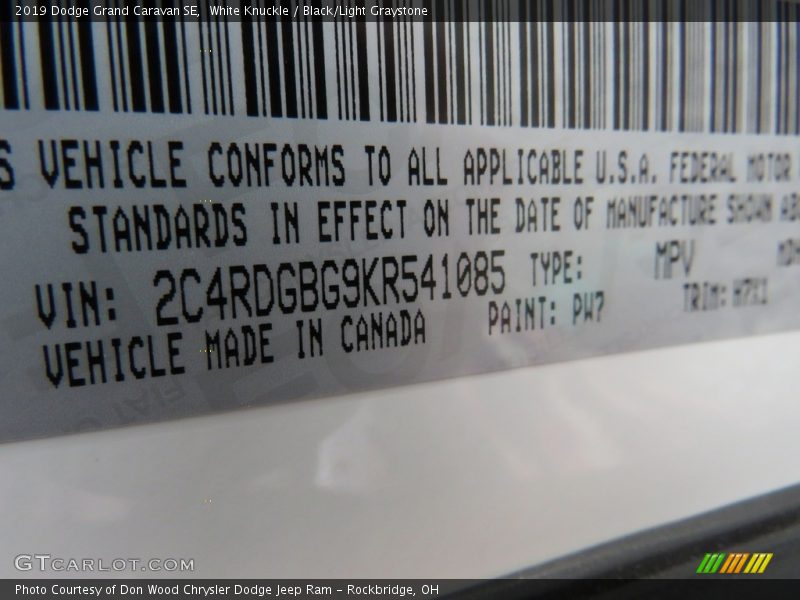 2019 Dodge Grand Caravan SE, White Knuckle / Black/Light Graystone
S VEHICLE CONFORMS TO ALL APPLICABLE U.S.A. FEDERAL MOTOR
STANDARDS IN EFFECT ON THE DATE OF MANUFACTURE SHOWN AB
VIN: 2C4RDGBG9KR541085 TYPE: MPV
VEHICLE MADE IN CANADA PAINT: PW7 TRIM: H7X1
GTCARLOT.COM
Photo Courtesy of Don Wood Chrysler Dodge Jeep Ram - Rockbridge, OH